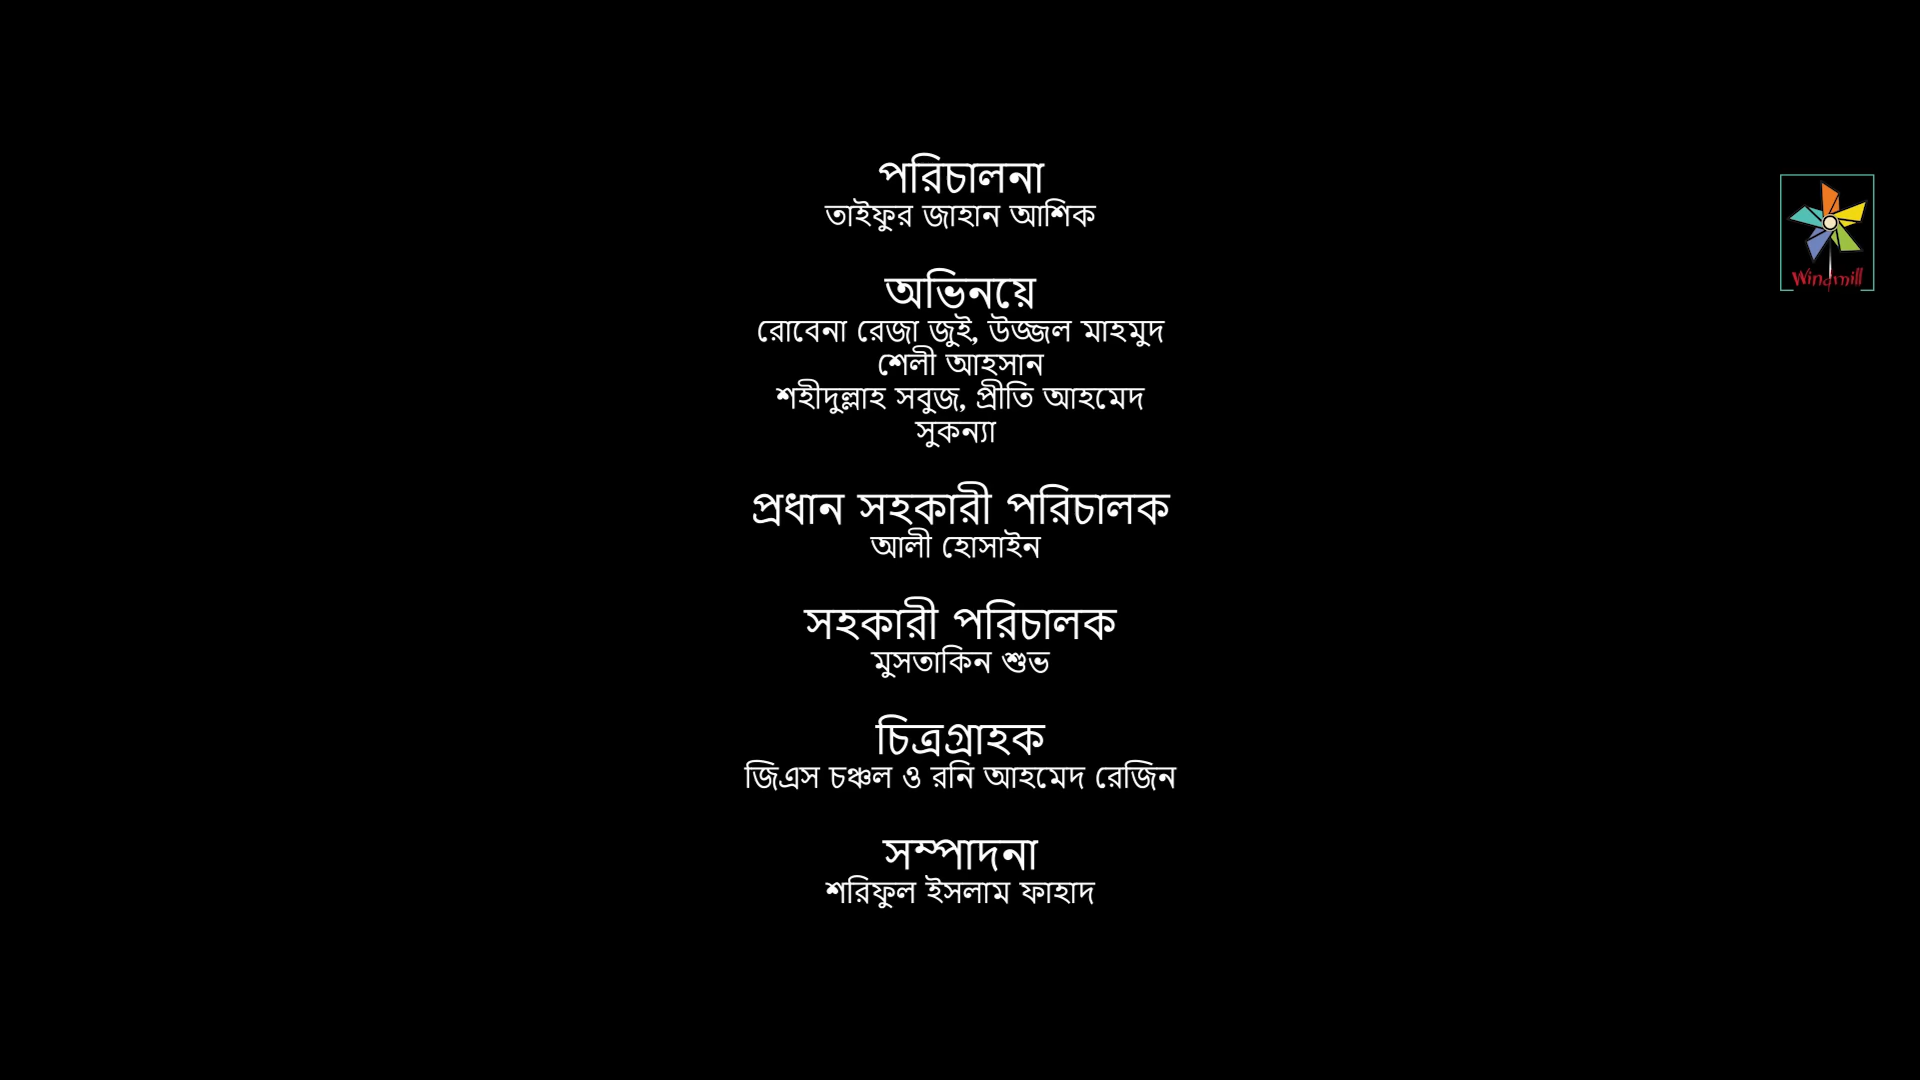 পরিচালনা
তাইফুর জাহান আশিক
অভিনয়ে
রোবেনা রেজা জুই, উজ্জল মাহমুদ
শেলী আহসান
শহীদুল্লাহ সবুজ, প্রীতি আহমেদ
সুকন্যা
প্রধান সহকারী পরিচালক
আলী হোসাইন
সহকারী পরিচালক
মুসতাকিন শুভ
চিত্রগ্রাহক
জিএস চঞ্চল ও রনি আহমেদ রেজিন
সম্পাদনা
শরিফুল ইসলাম ফাহাদ
Windmill